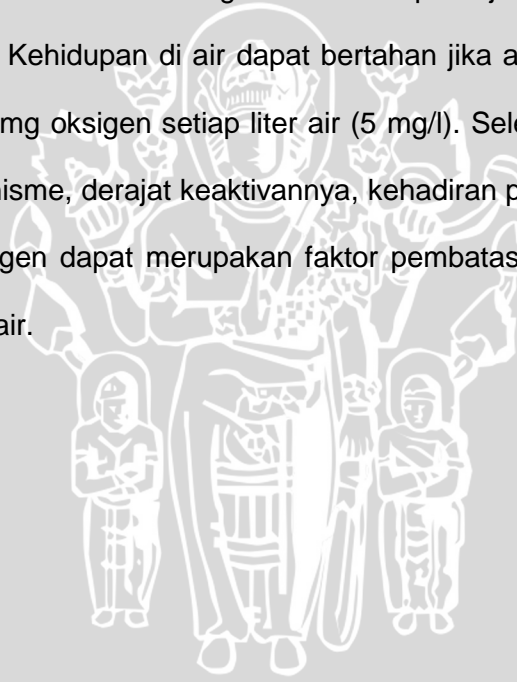 Kehidupan di air dapat bertahan jika a
mg oksigen setiap liter air (5 mg/l). Sel
isme, derajat keaktivannya, kehadiran p
gen dapat merupakan faktor pembatas
air.